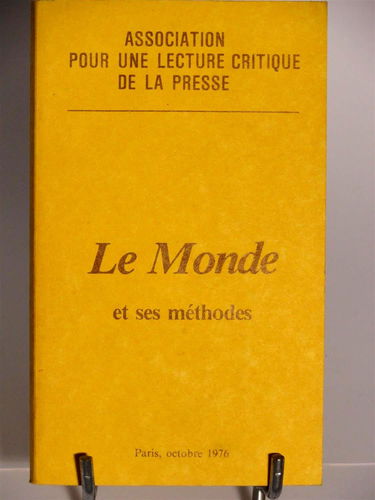 ASSOCIATION
POUR UNE LECTURE CRITIQUE
DE LA PRESSE
Le Monde
et ses méthodes
Paris, octobre 1976